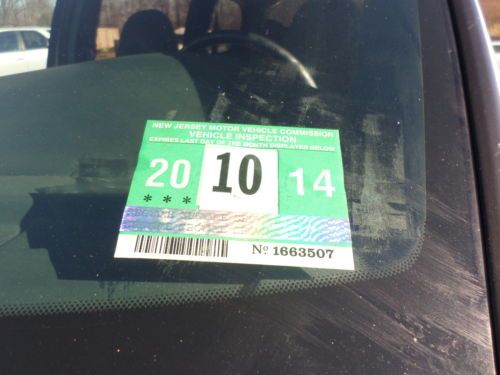 NEW JERSEY MOTOR VEHICLE COMMISSION
VEHICLE INSPECTION
EXPIRES LAST DAY OF THE MONTH DISPLAYED BELOW
20 10 14
* * *
No 1663507